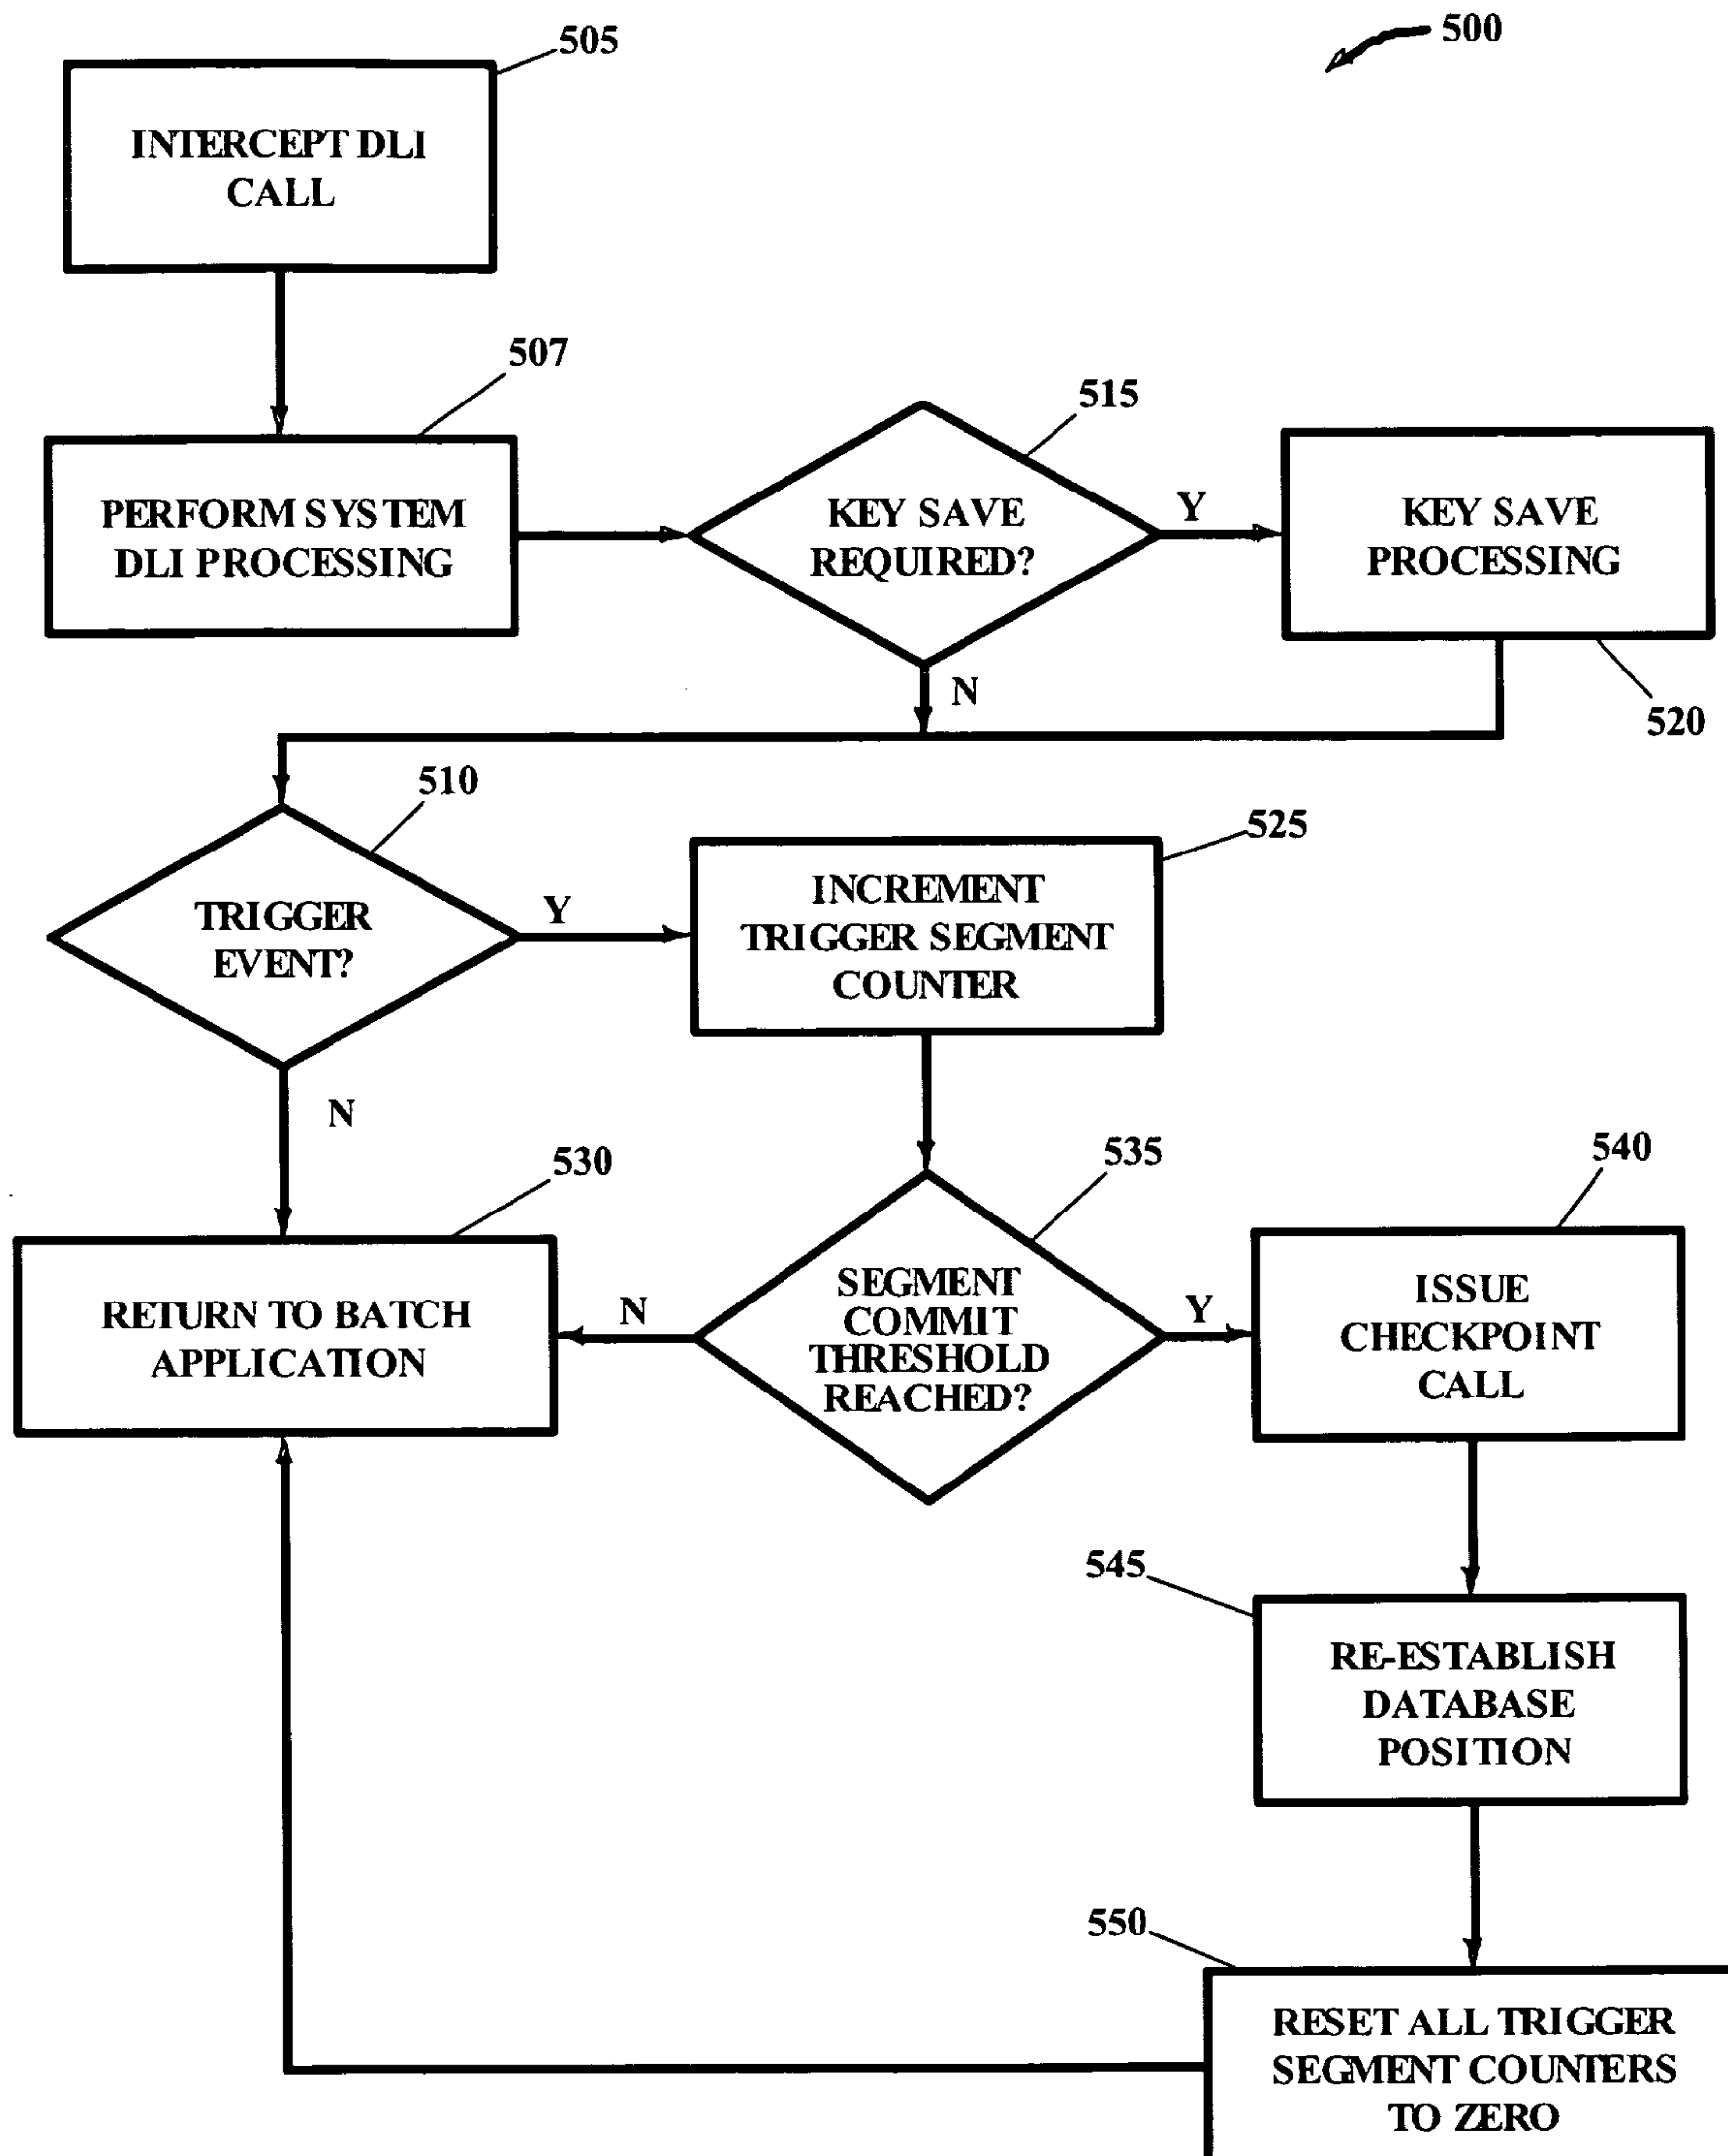 500
505
INTERCEPT DLI
CALL
507
PERFORM SYSTEM
DLI PROCESSING
515
KEY SAVE
REQUIRED?
Y
KEY SAVE
PROCESSING
N
520
510
TRIGGER
EVENT?
Y
525
INCREMENT
TRIGGER SEGMENT
COUNTER
N
530
RETURN TO BATCH
APPLICATION
N
535
SEGMENT
COMMIT
THRESHOLD
REACHED?
Y
540
ISSUE
CHECKPOINT
CALL
545
RE-ESTABLISH
DATABASE
POSITION
550
RESET ALL TRIGGER
SEGMENT COUNTERS
TO ZERO